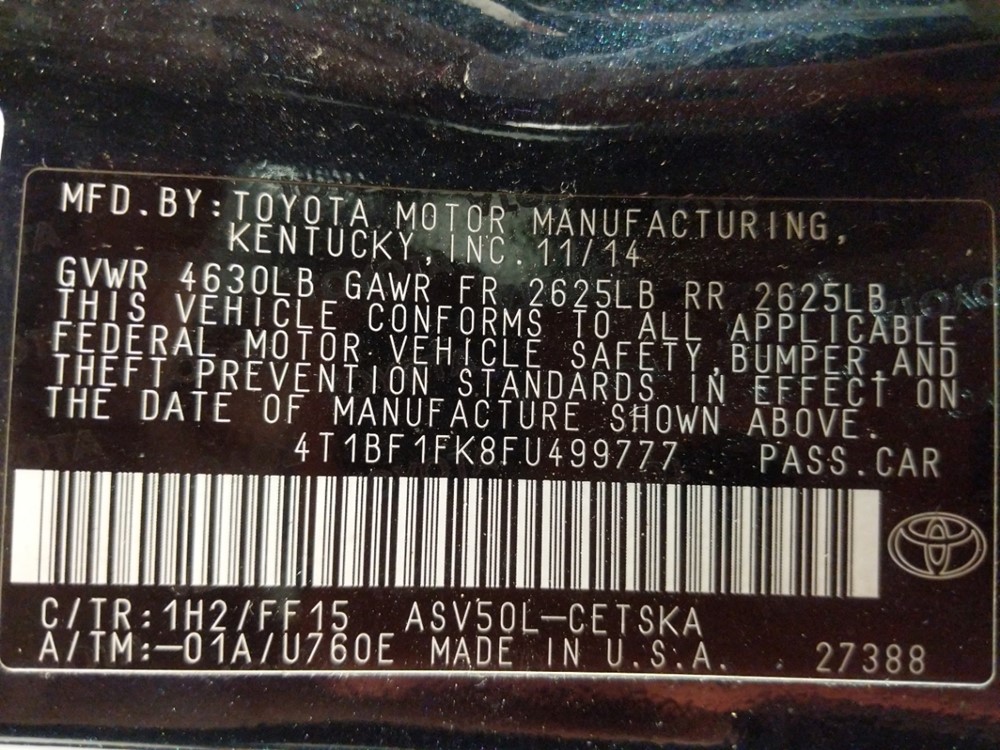 MFD.BY:TOYOTA MOTOR MANUFACTURING,
KENTUCKY,INC.11/14
GVWR 4630LB GAWR FR 2625LB RR 2625LB
THIS VEHICLE CONFORMS TO ALL APPLICABLE
FEDERAL MOTOR VEHICLE SAFETY,BUMPER,AND
THEFT PREVENTION STANDARDS IN EFFECT ON
THE DATE OF MANUFACTURE SHOWN ABOVE.
4T1BF1FK8FU499777 PASS.CAR
C/TR:1H2/FF15 ASV50L-CETSKA
A/TM:-01A/U760E MADE IN U.S.A. 27388